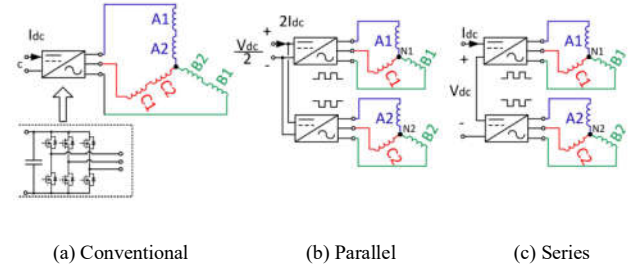 Idc
c
A1
A2
B2
B1
C1
C2
+
2Idc
Vdc
2
-
A1
N1
B1
C1
A2
N2
B2
C2
Idc
+
Vdc
-
A1
N1
B1
C1
A2
N2
B2
C2
(a) Conventional
(b) Parallel
(c) Series